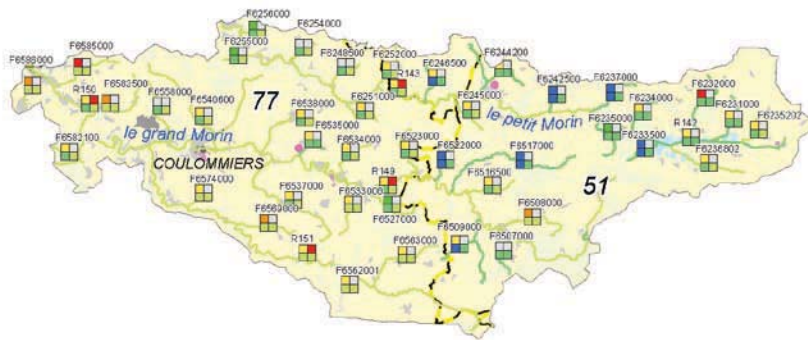 F6256000
F6254000
F6255000
F6248500
F6252000
F6246500
F6244200
F6588000
F6585000
R143
F6242500
F6237000
F6232000
R150
F6583500
F6558000
F6540600
77
F6538000
F6251000
F6245000
le petit Morin
F6234000
F6231000
F6235202
le grand Morin
F6535000
F6235000
R142
F6582100
COULOMMIERS
F6534000
F6523000
F6522000
F6517000
F6233500
F6236802
F6574000
F6537000
F6533000
R149
F6516500
51
F6569000
F6527000
F6508000
R151
F6563000
F6509000
F6507000
F6562001